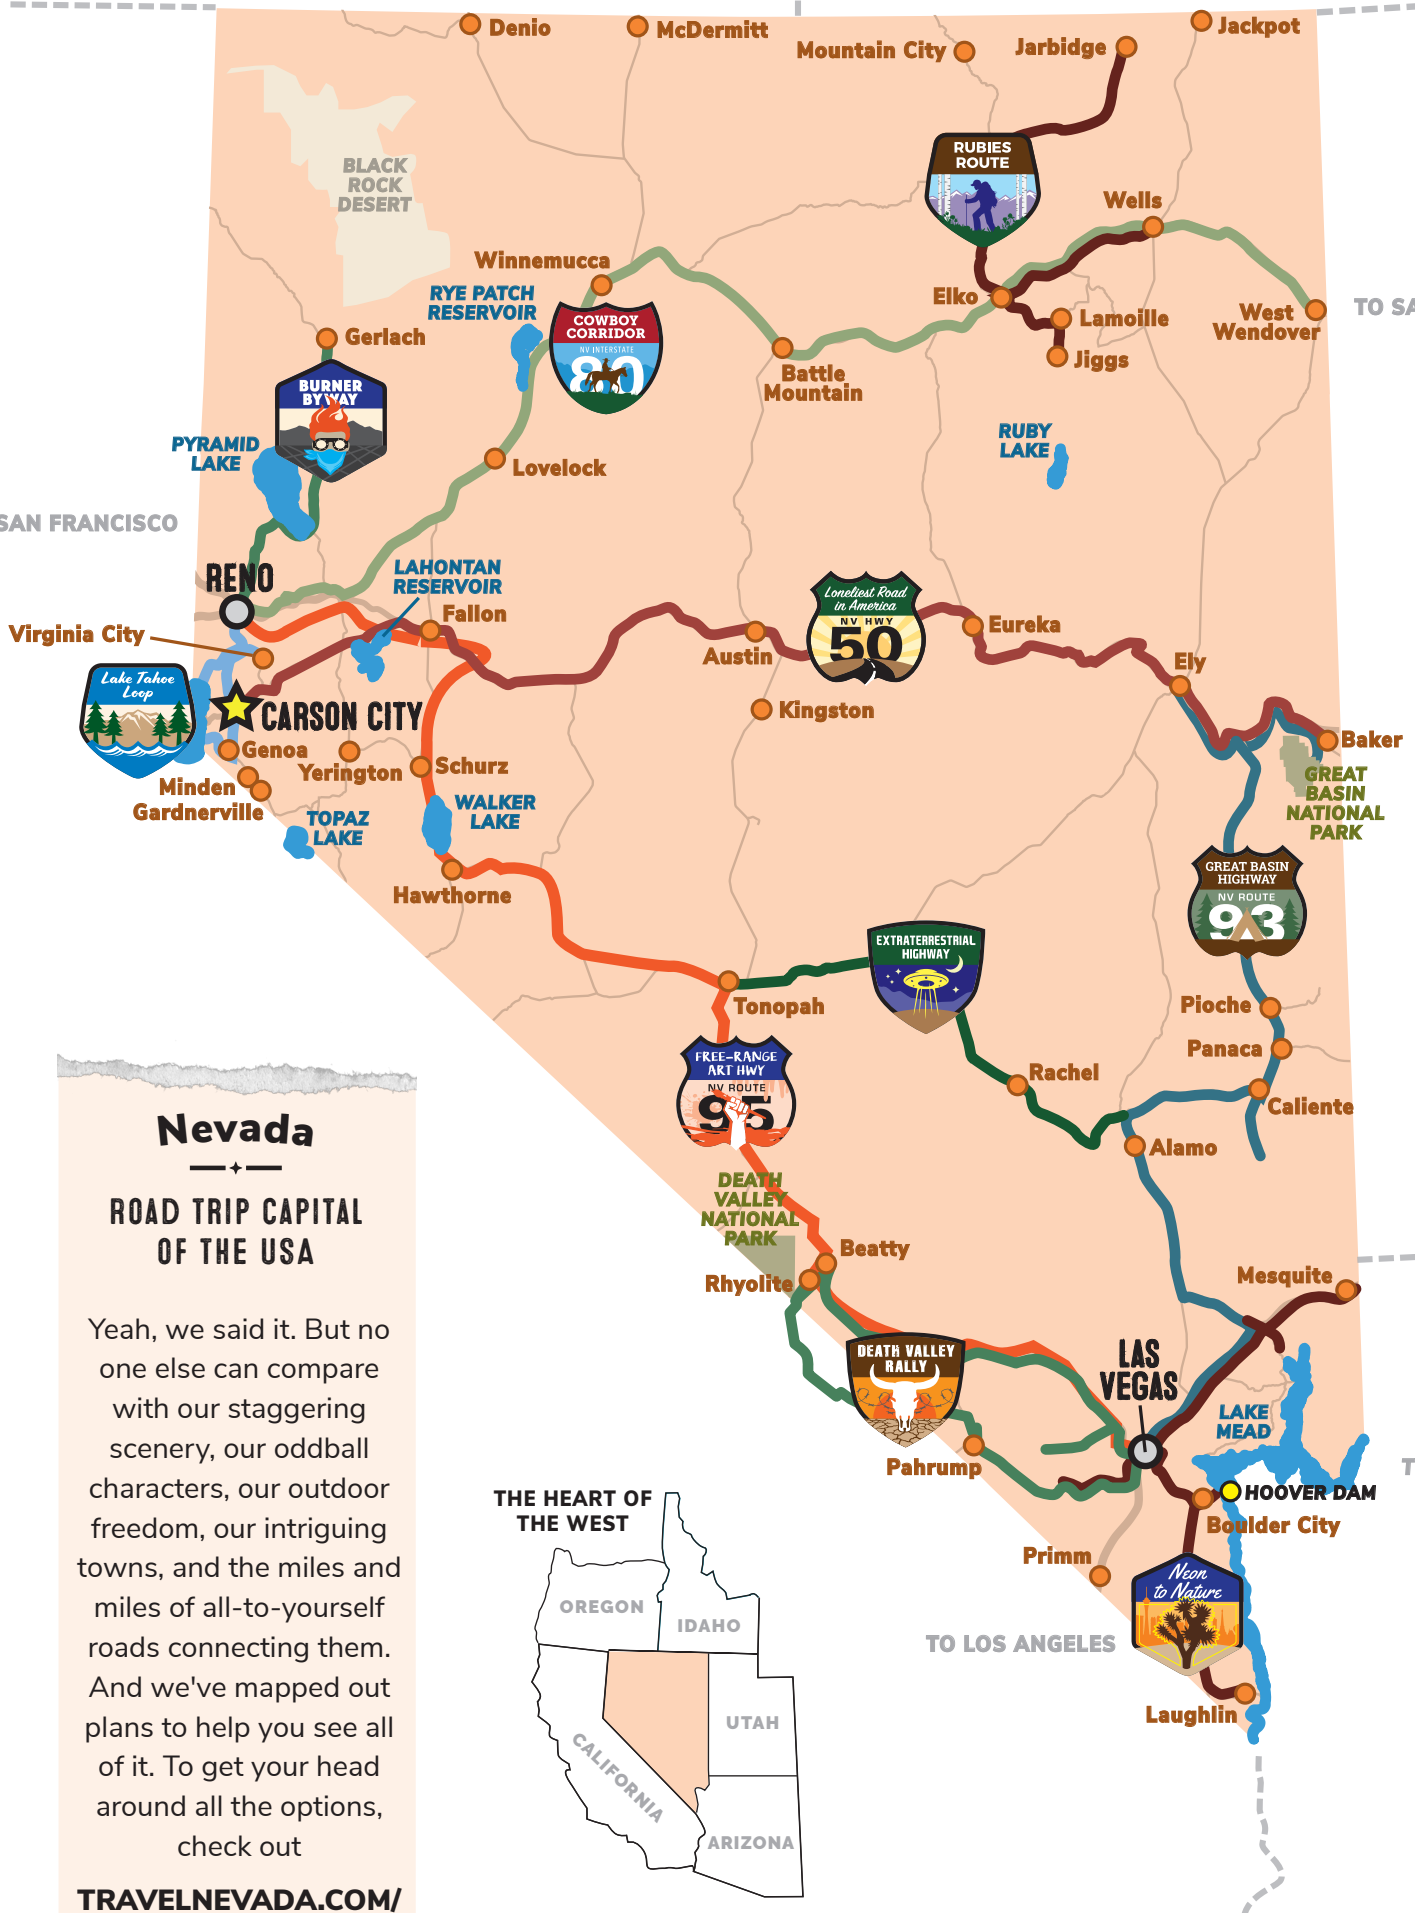 Denio
McDermitt
Mountain City
Jarbidge
Jackpot
BLACK
ROCK
DESERT
RUBIES
ROUTE
Wells
Winnemucca
RYE PATCH
RESERVOIR
COWBOY
CORRIDOR
NV INTERSTATE
80
Elko
Lamoille
Jiggs
West
Wendover
TO SA
Gerlach
Battle
Mountain
BURNER
BYWAY
PYRAMID
LAKE
Lovelock
RUBY
LAKE
SAN FRANCISCO
RENO
LAHONTAN
RESERVOIR
Fallon
Virginia City
Loneliest Road
in America
NV HWY
50
Austin
Eureka
Ely
Kingston
Lake Tahoe
Loop
CARSON CITY
Genoa
Yerington
Schurz
Minden
Gardnerville
TOPAZ
LAKE
WALKER
LAKE
Hawthorne
Baker
GREAT
BASIN
NATIONAL
PARK
GREAT BASIN
HIGHWAY
NV ROUTE
93
EXTRATERRESTRIAL
HIGHWAY
Tonopah
Pioche
Panaca
Caliente
Rachel
Alamo
FREE-RANGE
ART HWY
NV ROUTE
95
DEATH
VALLEY
NATIONAL
PARK
Beatty
Rhyolite
Mesquite
DEATH VALLEY
RALLY
LAS
VEGAS
LAKE
MEAD
Pahrump
HOOVER DAM
Boulder City
Primm
Neon
to Nature
TO LOS ANGELES
Laughlin
T
Nevada
ROAD TRIP CAPITAL
OF THE USA
Yeah, we said it. But no
one else can compare
with our staggering
scenery, our oddball
characters, our outdoor
freedom, our intriguing
towns, and the miles and
miles of all-to-yourself
roads connecting them.
And we've mapped out
plans to help you see all
of it. To get your head
around all the options,
check out
TRAVELNEVADA.COM/
THE HEART OF
THE WEST
OREGON
IDAHO
UTAH
CALIFORNIA
ARIZONA